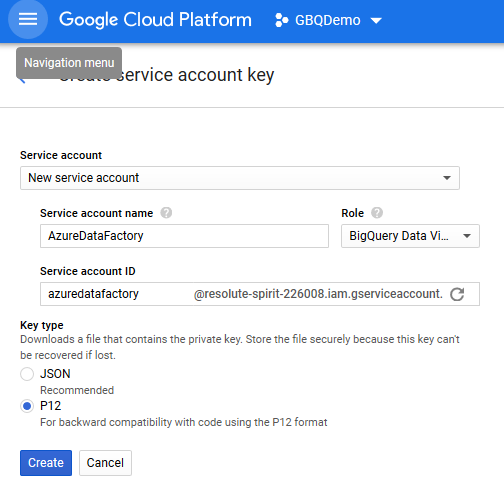 Google Cloud Platform GBQDemo
Navigation menu
Create service account key
Service account
New service account
Service account name Role
AzureDataFactory BigQuery Data Vi...
Service account ID
azuredatafactory @resolute-spirit-226008.iam.gserviceaccount.
Key type
Downloads a file that contains the private key. Store the file securely because this key can't
be recovered if lost.
JSON
Recommended
P12
For backward compatibility with code using the P12 format
Create Cancel